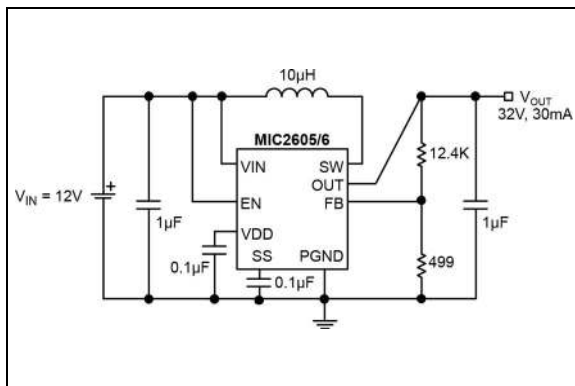 10µH
V_OUT
32V, 30mA
MIC2605/6
VIN
SW
12.4K
OUT
V_IN = 12V
EN
FB
1µF
1µF
VDD
0.1µF
SS
PGND
499
0.1µF